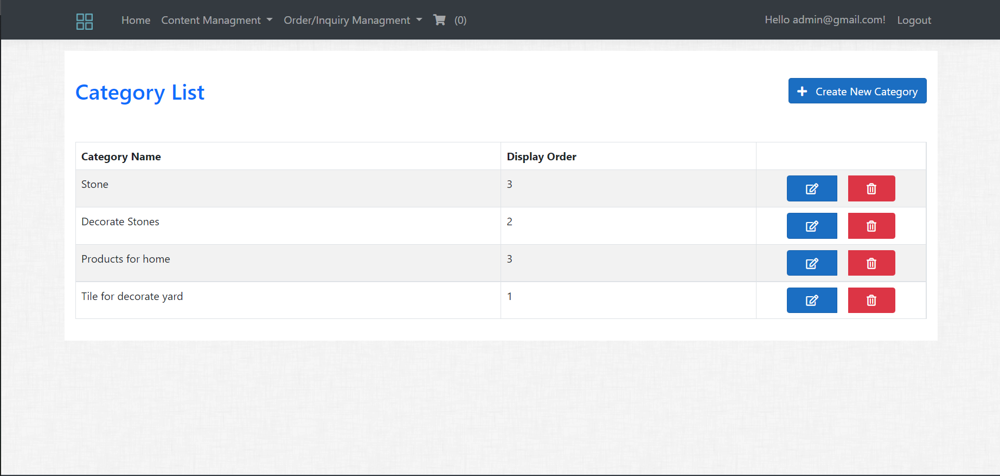 Home Content Managment Order/Inquiry Managment (0) Hello admin@gmail.com! Logout
Category List
Create New Category
Category Name Display Order
Stone 3
Decorate Stones 2
Products for home 3
Tile for decorate yard 1